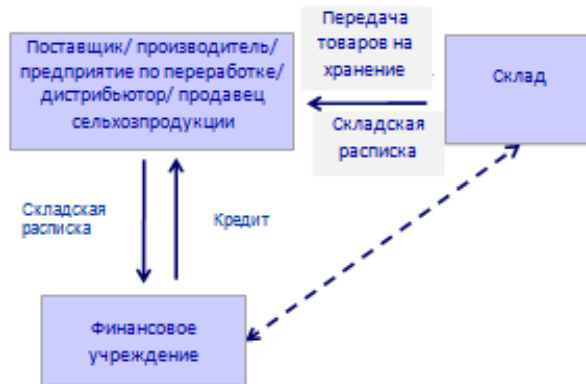 Передача
товаров на
хранение
Поставщик/ производитель/
предприятие по переработке/
дистрибьютор/ продавец
сельхозпродукции
Склад
Складская
расписка
Складская
расписка
Кредит
Финансовое
учреждение